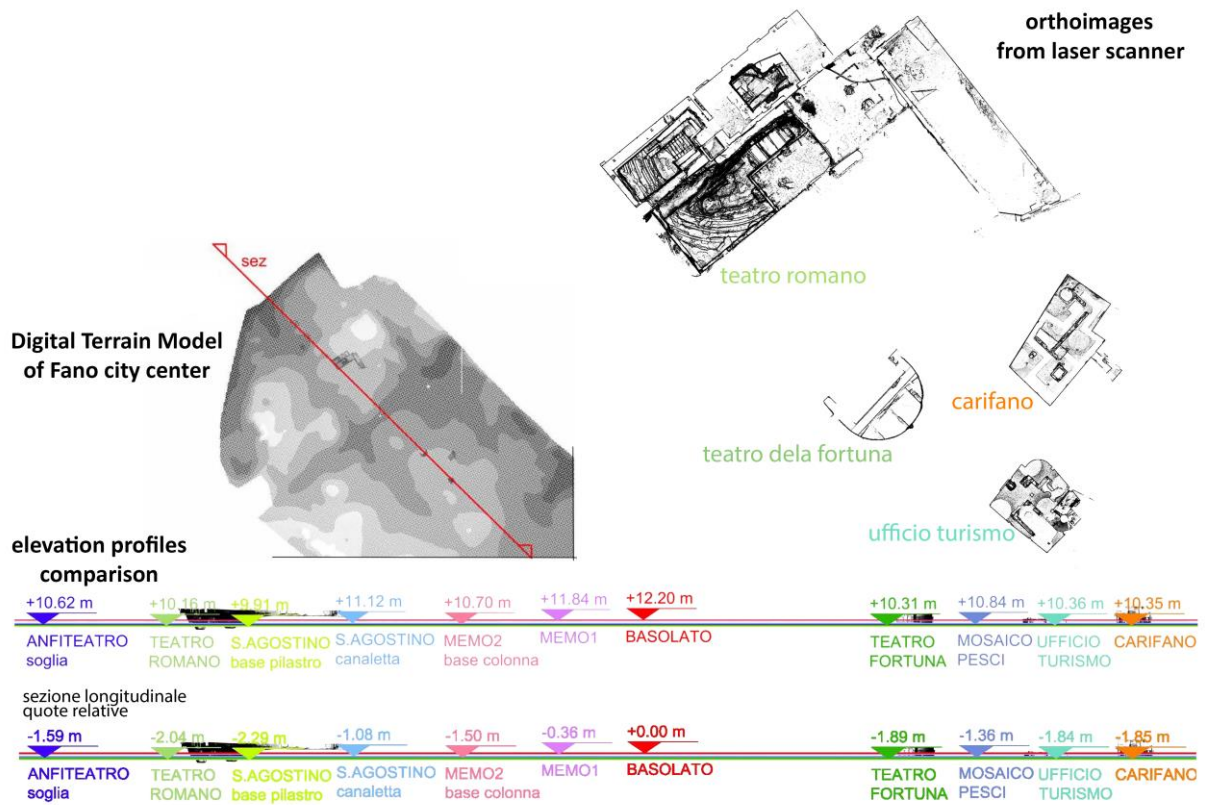 orthoimages
from laser scanner
teatro romano
sez
Digital Terrain Model
of Fano city center
carifano
teatro dela fortuna
ufficio turismo
elevation profiles
comparison
+10.62 m
+10.16 m
+9.91 m
+11.12 m
+10.70 m
+11.84 m
+12.20 m
+10.31 m
+10.84 m
+10.36 m
+10.35 m
ANFITEATRO
soglia
TEATRO
ROMANO
S.AGOSTINO
base pilastro
S.AGOSTINO
canaletta
MEMO2
base colonna
MEMO1
BASOLATO
TEATRO
FORTUNA
MOSAICO
PESCI
UFFICIO
TURISMO
CARIFANO
sezione longitudinale
quote relative
-1.59 m
-2.04 m
-2.29 m
-1.08 m
-1.50 m
-0.36 m
+0.00 m
-1.89 m
-1.36 m
-1.84 m
-1.85 m
ANFITEATRO
soglia
TEATRO
ROMANO
S.AGOSTINO
base pilastro
S.AGOSTINO
canaletta
MEMO2
base colonna
MEMO1
BASOLATO
TEATRO
FORTUNA
MOSAICO
PESCI
UFFICIO
TURISMO
CARIFANO